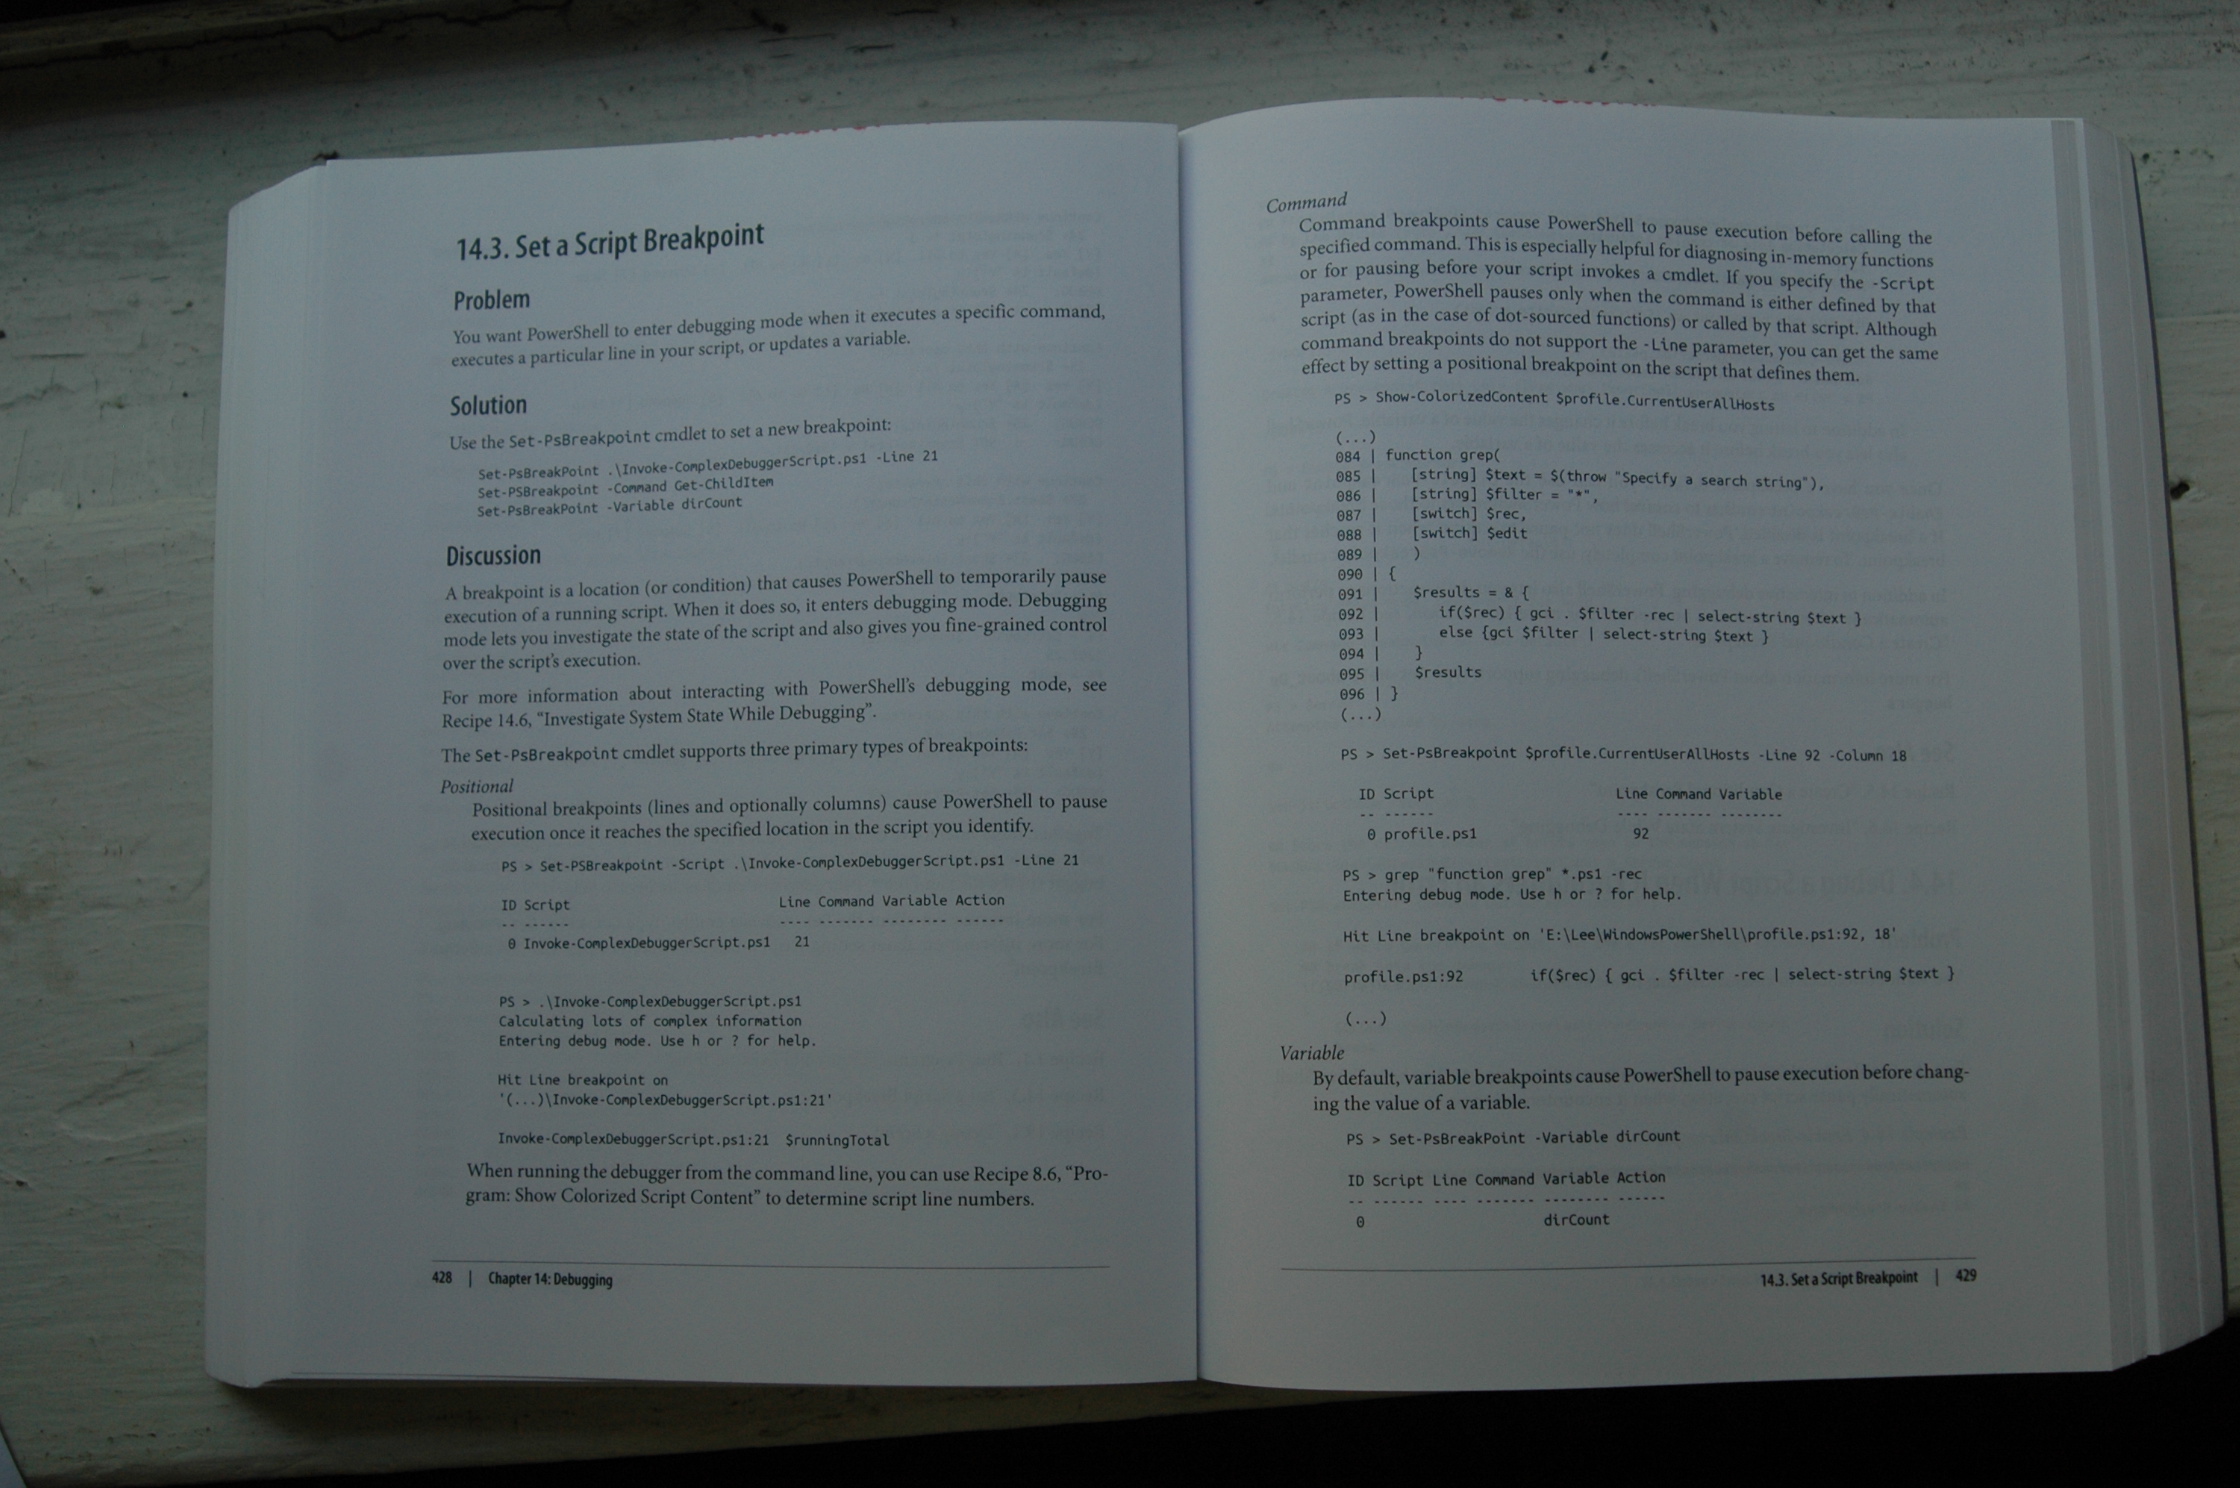 14.3. Set a Script Breakpoint
Problem
You want PowerShell to enter debugging mode when it executes a specific command,
executes a particular line in your script, or updates a variable.
Solution
Use the Set-PsBreakpoint cmdlet to set a new breakpoint:
Set-PsBreakPoint .\Invoke-ComplexDebuggerScript.ps1 -Line 21
Set-PSBreakpoint -Command Get-ChildItem
Set-PsBreakPoint -Variable dirCount
Discussion
A breakpoint is a location (or condition) that causes PowerShell to temporarily pause
execution of a running script. When it does so, it enters debugging mode. Debugging
mode lets you investigate the state of the script and also gives you fine-grained control
over the script's execution.
For more information about interacting with PowerShell's debugging mode, see
Recipe 14.6, “Investigate System State While Debugging”.
The Set-PsBreakpoint cmdlet supports three primary types of breakpoints:
Positional
Positional breakpoints (lines and optionally columns) cause PowerShell to pause
execution once it reaches the specified location in the script you identify.
PS > Set-PSBreakpoint -Script .\Invoke-ComplexDebuggerScript.ps1 -Line 21
ID Script Line Command Variable Action
-- ------ ---- ------- -------- ------
0 Invoke-ComplexDebuggerScript.ps1 21
PS > .\Invoke-ComplexDebuggerScript.ps1
Calculating lots of complex information
Entering debug mode. Use h or ? for help.
Hit Line breakpoint on
'(...)\Invoke-ComplexDebuggerScript.ps1:21'
Invoke-ComplexDebuggerScript.ps1:21 $runningTotal
When running the debugger from the command line, you can use Recipe 8.6, “Pro-
gram: Show Colorized Script Content” to determine script line numbers.
428 | Chapter 14: Debugging
Command
Command breakpoints cause PowerShell to pause execution before calling the
specified command. This is especially helpful for diagnosing in-memory functions
or for pausing before your script invokes a cmdlet. If you specify the -Script
parameter, PowerShell pauses only when the command is either defined by that
script (as in the case of dot-sourced functions) or called by that script. Although
command breakpoints do not support the -Line parameter, you can get the same
effect by setting a positional breakpoint on the script that defines them.
PS > Show-ColorizedContent $profile.CurrentUserAllHosts
(...)
084 | function grep(
085 | [string] $text = $(throw "Specify a search string"),
086 | [string] $filter = "*",
087 | [switch] $rec,
088 | [switch] $edit
089 | )
090 | {
091 | $results = & {
092 | if($rec) { gci . $filter -rec | select-string $text }
093 | else {gci $filter | select-string $text }
094 | }
095 | $results
096 | }
(...)
PS > Set-PsBreakpoint $profile.CurrentUserAllHosts -Line 92 -Column 18
ID Script Line Command Variable
-- ------ ---- ------- --------
0 profile.ps1 92
PS > grep "function grep" *.ps1 -rec
Entering debug mode. Use h or ? for help.
Hit Line breakpoint on 'E:\Lee\WindowsPowerShell\profile.ps1:92, 18'
profile.ps1:92 if($rec) { gci . $filter -rec | select-string $text }
(...)
Variable
By default, variable breakpoints cause PowerShell to pause execution before chang-
ing the value of a variable.
PS > Set-PsBreakPoint -Variable dirCount
ID Script Line Command Variable Action
-- ------ ---- ------- -------- ------
0 dirCount
14.3. Set a Script Breakpoint | 429